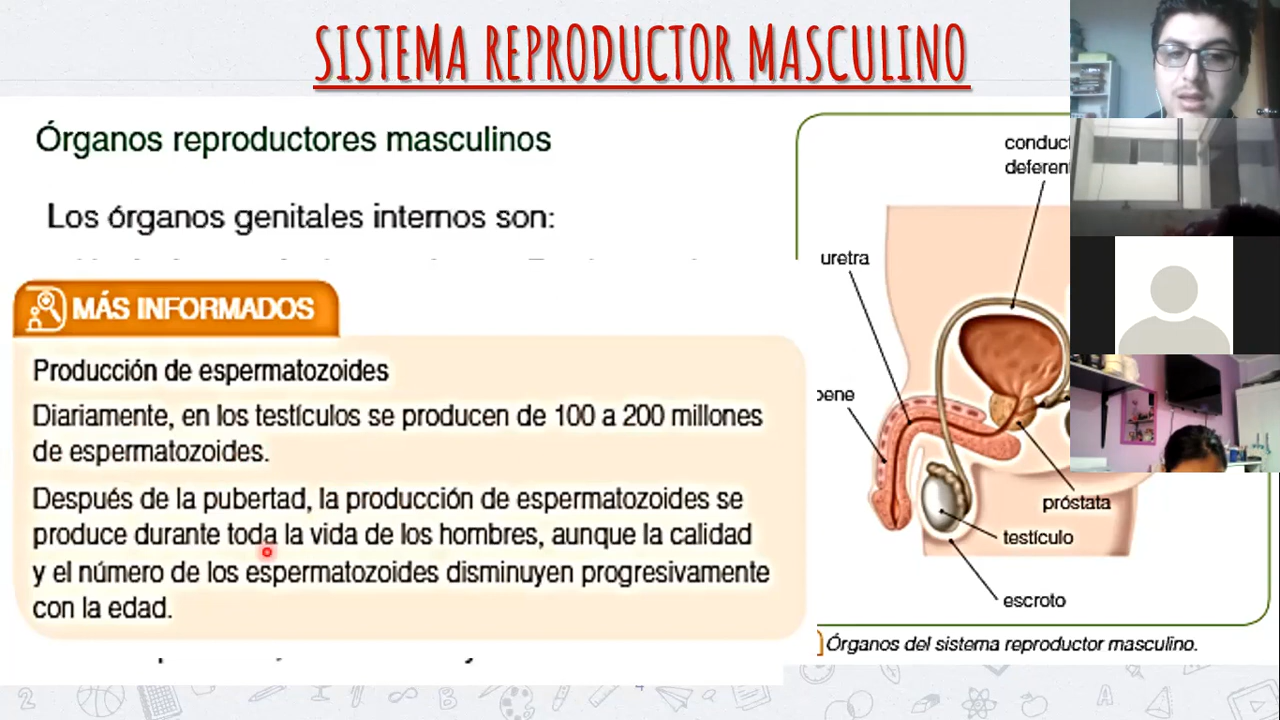 SISTEMA REPRODUCTOR MASCULINO
Órganos reproductores masculinos
Los órganos genitales internos son:
MÁS INFORMADOS
Producción de espermatozoides
Diariamente, en los testículos se producen de 100 a 200 millones
de espermatozoides.
Después de la pubertad, la producción de espermatozoides se
produce durante toda la vida de los hombres, aunque la calidad
y el número de los espermatozoides disminuyen progresivamente
con la edad.
conduct
deferen
uretra
pene
próstata
testículo
escroto
Órganos del sistema reproductor masculino.